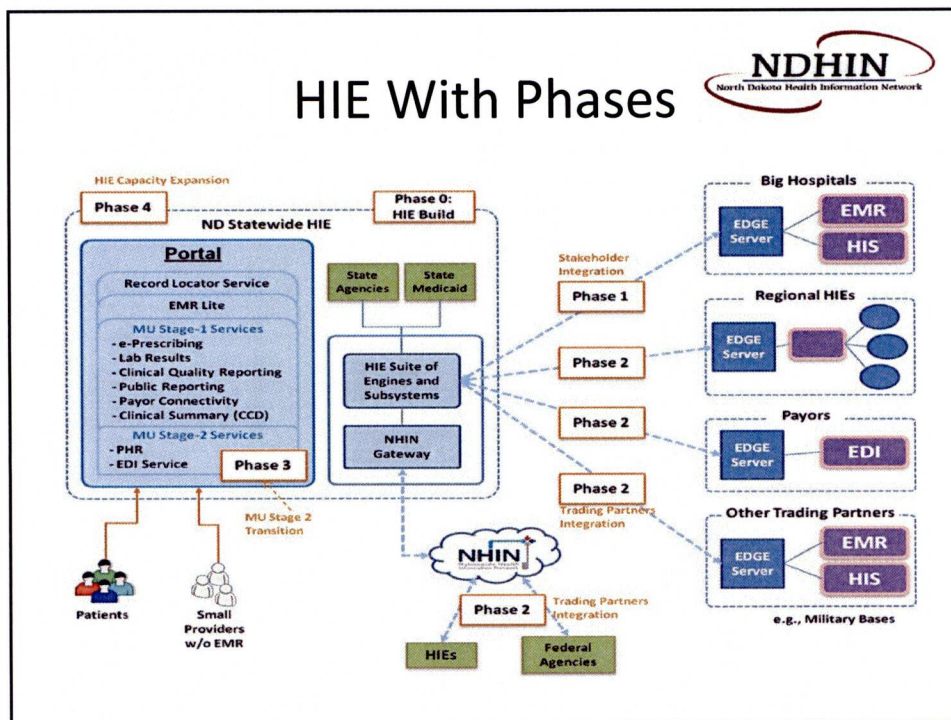 HIE With Phases
NDHIN
North Dakota Health Information Network
HIE Capacity Expansion
Phase 4
Phase 0:
HIE Build
ND Statewide HIE
Portal
Record Locator Service
EMR Lite
MU Stage-1 Services
- e-Prescribing
- Lab Results
- Clinical Quality Reporting
- Public Reporting
- Payor Connectivity
- Clinical Summary (CCD)
MU Stage-2 Services
- PHR
- EDI Service
Phase 3
MU Stage 2
Transition
Patients
Small
Providers
w/o EMR
State
Agencies
State
Medicaid
HIE Suite of
Engines and
Subsystems
NHIN
Gateway
NHIN
Nationwide Health
Information Network
Phase 2
Trading Partners
Integration
HIEs
Federal
Agencies
Stakeholder
Integration
Phase 1
Phase 2
Phase 2
Phase 2
Trading Partners
Integration
Big Hospitals
EDGE
Server
EMR
HIS
Regional HIEs
EDGE
Server
Payors
EDGE
Server
EDI
Other Trading Partners
EDGE
Server
EMR
HIS
e.g., Military Bases